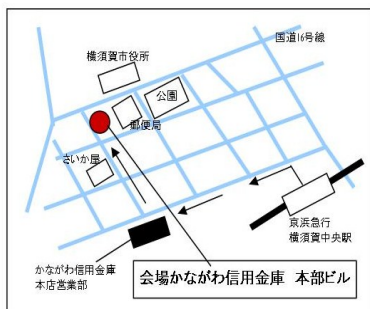 国道16号線
横須賀市役所
公園
郵便局
さいか屋
京浜急行
横須賀中央駅
かながわ信用金庫
本店営業部
会場かながわ信用金庫 本部ビル